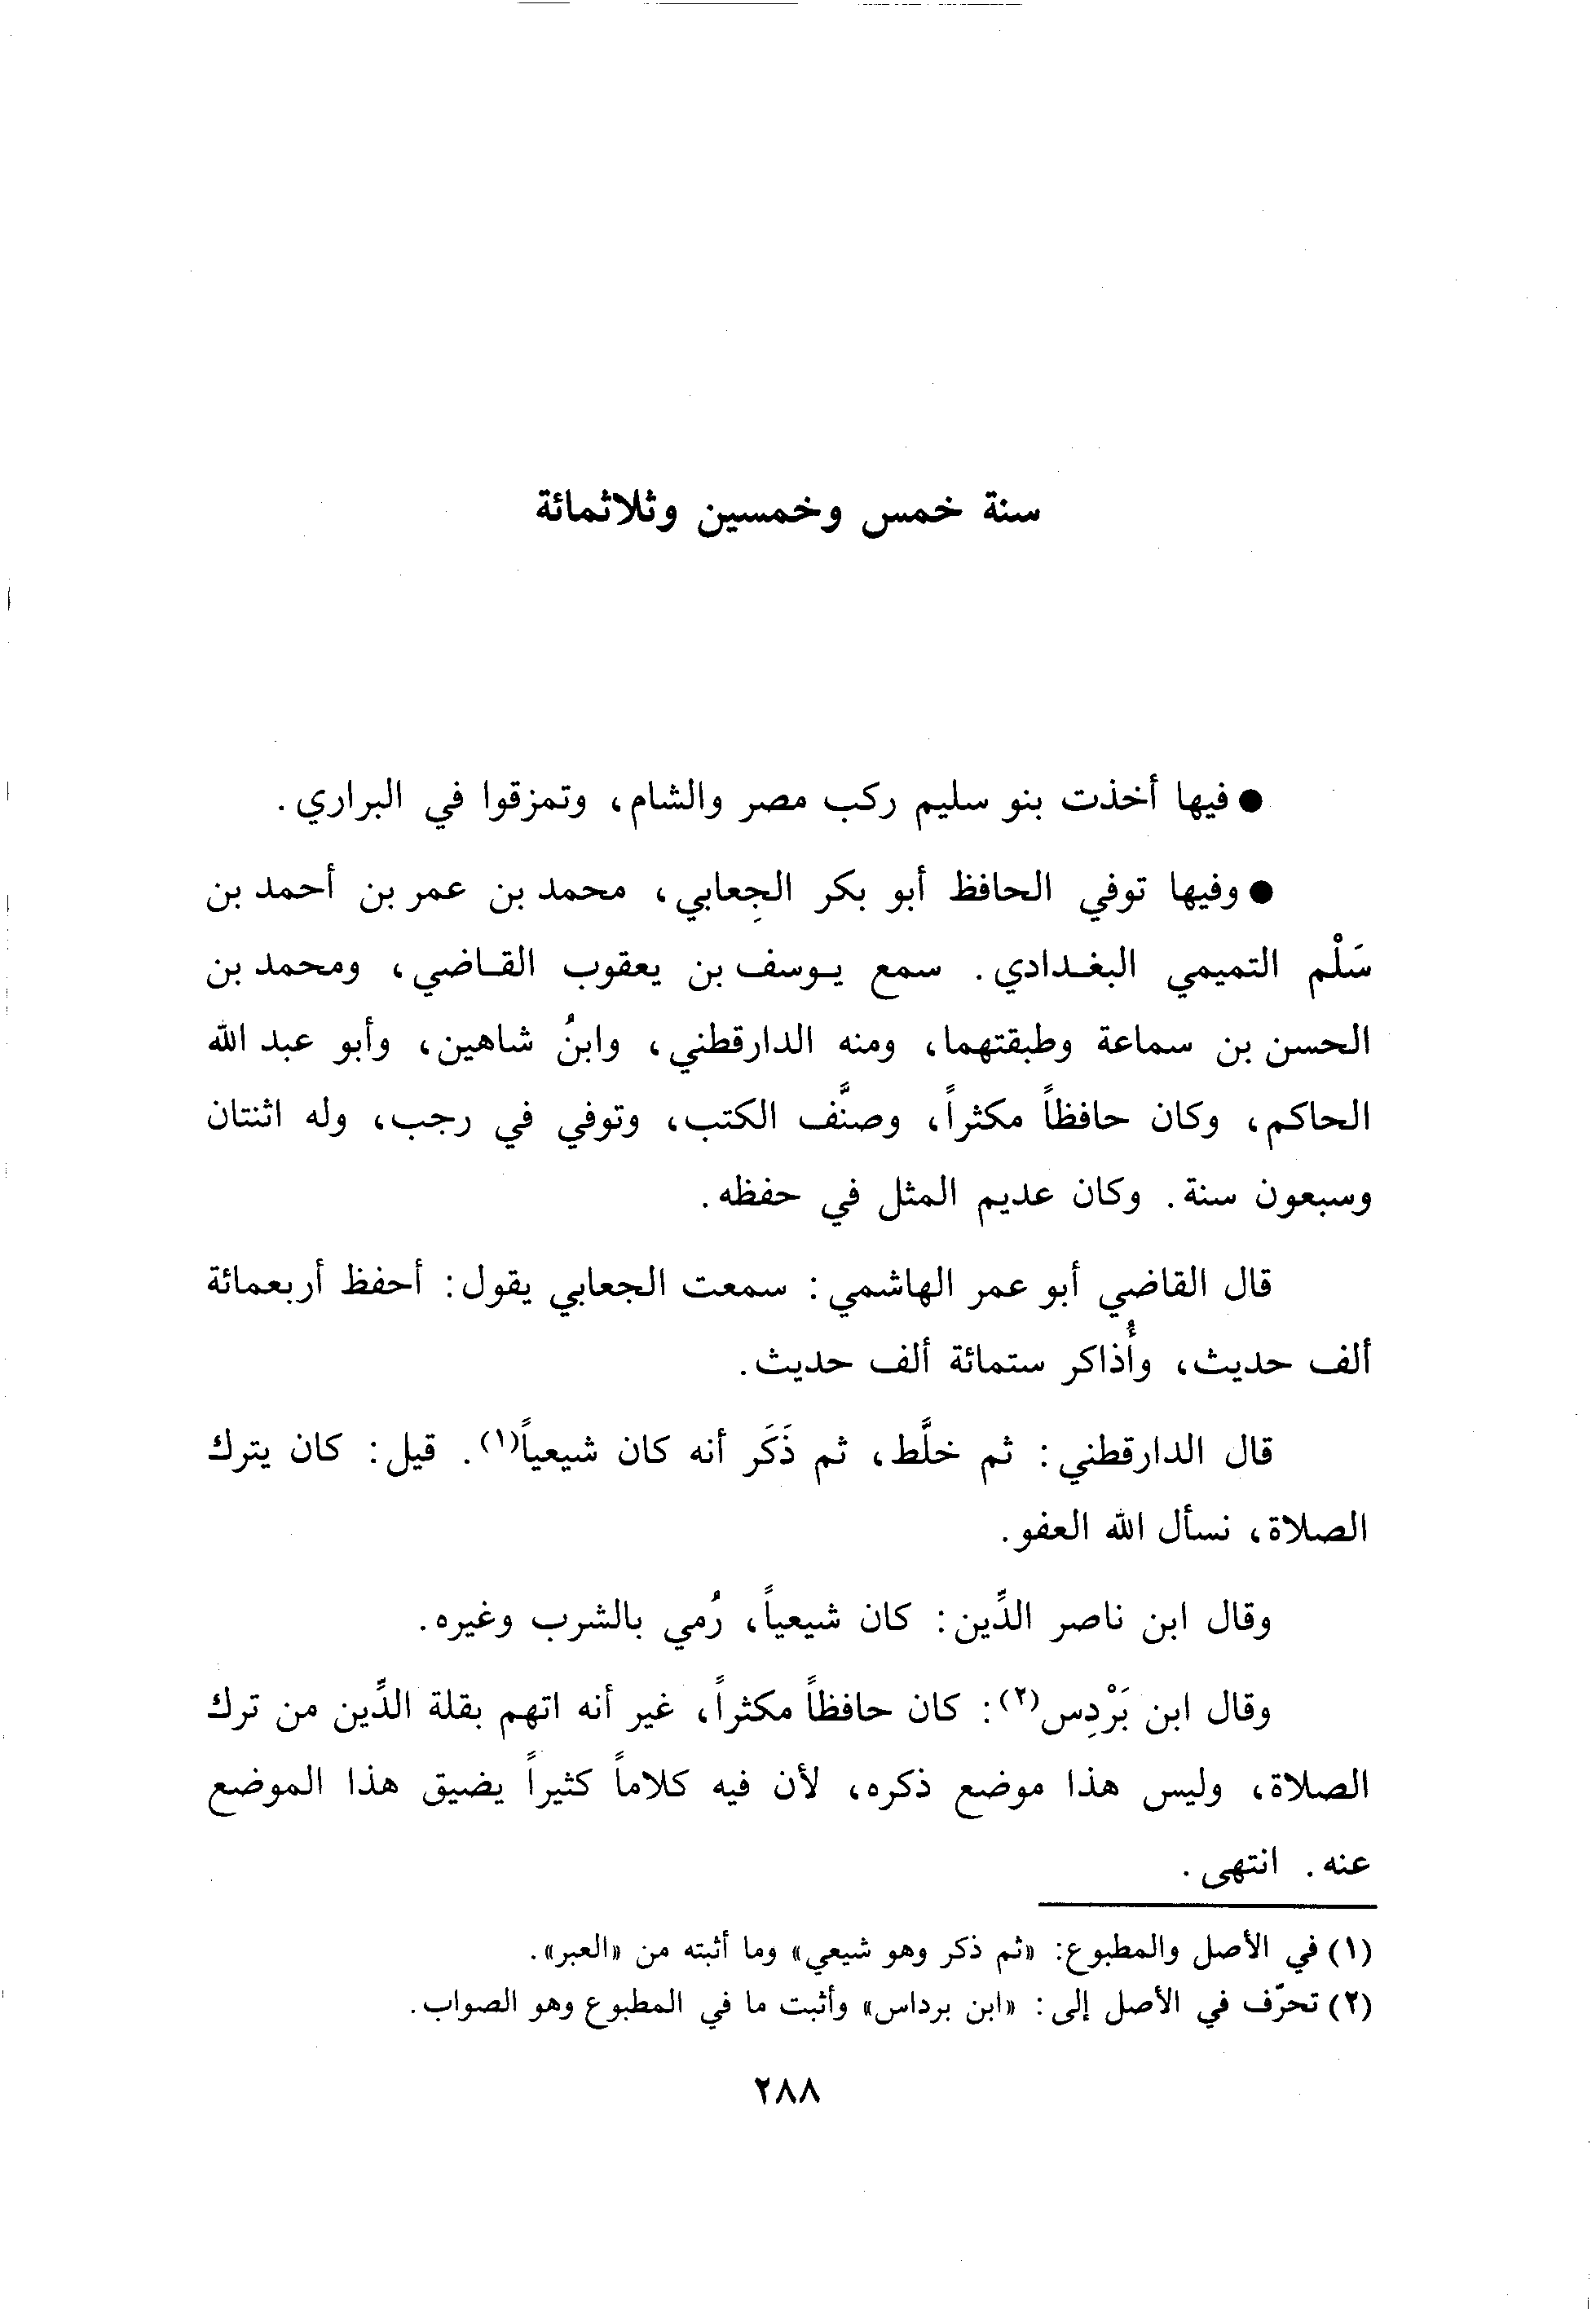 سنة خمس وخمسين وثلاثمائة
● فيها أخذت بنو سليم ركب مصر والشام، وتمزقوا في البراري.
● وفيها توفي الحافظ أبو بكر الجِعابي، محمد بن عمر بن أحمد بن
سَلْم التميمي البغـدادي. سمع يـوسف بن يعقوب القـاضي، ومحمد بن
الحسن بن سماعة وطبقتهما، ومنه الدارقطني، وابنُ شاهين، وأبو عبد الله
الحاكم، وكان حافظاً مكثراً، وصنَّف الكتب، وتوفي في رجب، وله اثنتان
وسبعون سنة. وكان عديم المثل في حفظه.
قال القاضي أبو عمر الهاشمي: سمعت الجعابي يقول: أحفظ أربعمائة
ألف حديث، وأُذاكر ستمائة ألف حديث.
قال الدارقطني: ثم خلَّط، ثم ذَكَر أنه كان شيعياً(١). قيل: كان يترك
الصلاة، نسأل الله العفو.
وقال ابن ناصر الدِّين: كان شيعياً، رُمي بالشرب وغيره.
وقال ابن بَرْدِس(٢): كان حافظاً مكثراً، غير أنه اتهم بقلة الدِّين من ترك
الصلاة، وليس هذا موضع ذكره، لأن فيه كلاماً كثيراً يضيق هذا الموضع
عنه. انتهى.
(١) في الأصل والمطبوع: «ثم ذكر وهو شيعي» وما أثبته من «العبر».
(٢) تحرّف في الأصل إلى: «ابن برداس» وأثبت ما في المطبوع وهو الصواب.
٢٨٨